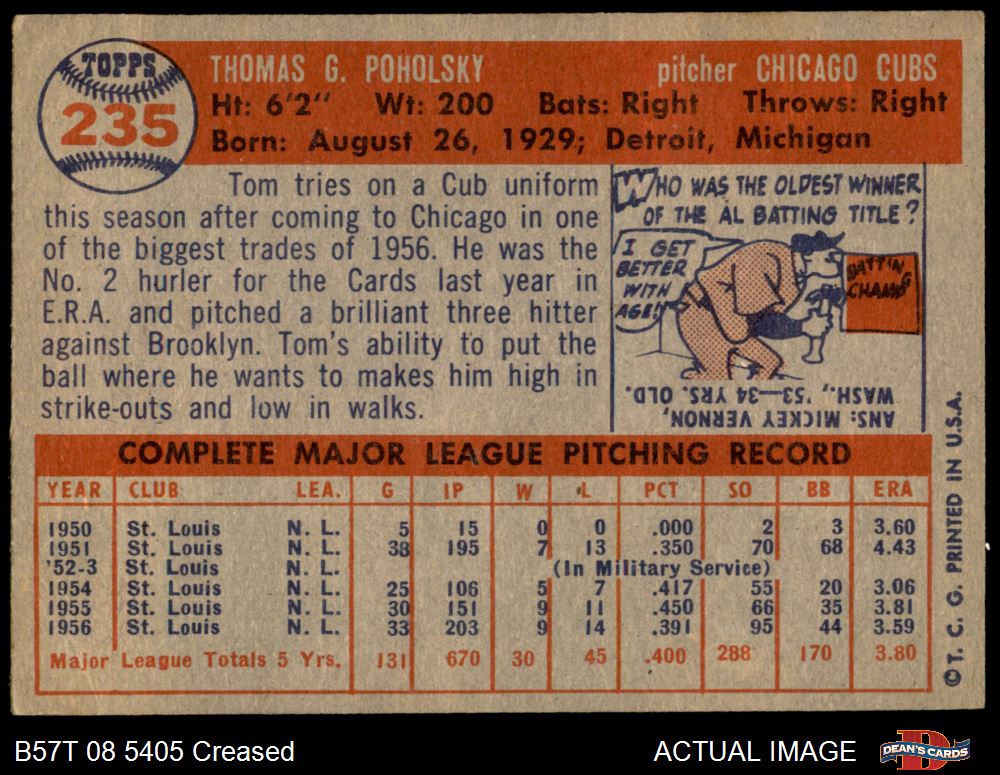 TOPPS
235
THOMAS G. POHOLSKY pitcher CHICAGO CUBS
Ht: 6'2" Wt: 200 Bats: Right Throws: Right
Born: August 26, 1929; Detroit, Michigan
Tom tries on a Cub uniform
this season after coming to Chicago in one
of the biggest trades of 1956. He was the
No. 2 hurler for the Cards last year in
E.R.A. and pitched a brilliant three hitter
against Brooklyn. Tom's ability to put the
ball where he wants to makes him high in
strike-outs and low in walks.
WHO WAS THE OLDEST WINNER
OF THE AL BATTING TITLE?
I GET
BETTER
WITH
AGE!
BATTING
CHAMP
ANS: MICKEY VERNON,
WASH., '53—34 YRS. OLD.
COMPLETE MAJOR LEAGUE PITCHING RECORD
YEAR CLUB LEA. G IP W L PCT SO BB ERA
1950 St. Louis N. L. 5 15 0 0 .000 2 3 3.60
1951 St. Louis N. L. 38 195 7 13 .350 70 68 4.43
'52-3 St. Louis N. L. (In Military Service)
1954 St. Louis N. L. 25 106 5 7 .417 55 20 3.06
1955 St. Louis N. L. 30 151 9 11 .450 66 35 3.81
1956 St. Louis N. L. 33 203 9 14 .391 95 44 3.59
Major League Totals 5 Yrs. 131 670 30 45 .400 288 170 3.80
©T. C. G. PRINTED IN U.S.A.
B57T 08 5405 Creased
ACTUAL IMAGE
D
DEAN'S CARDS